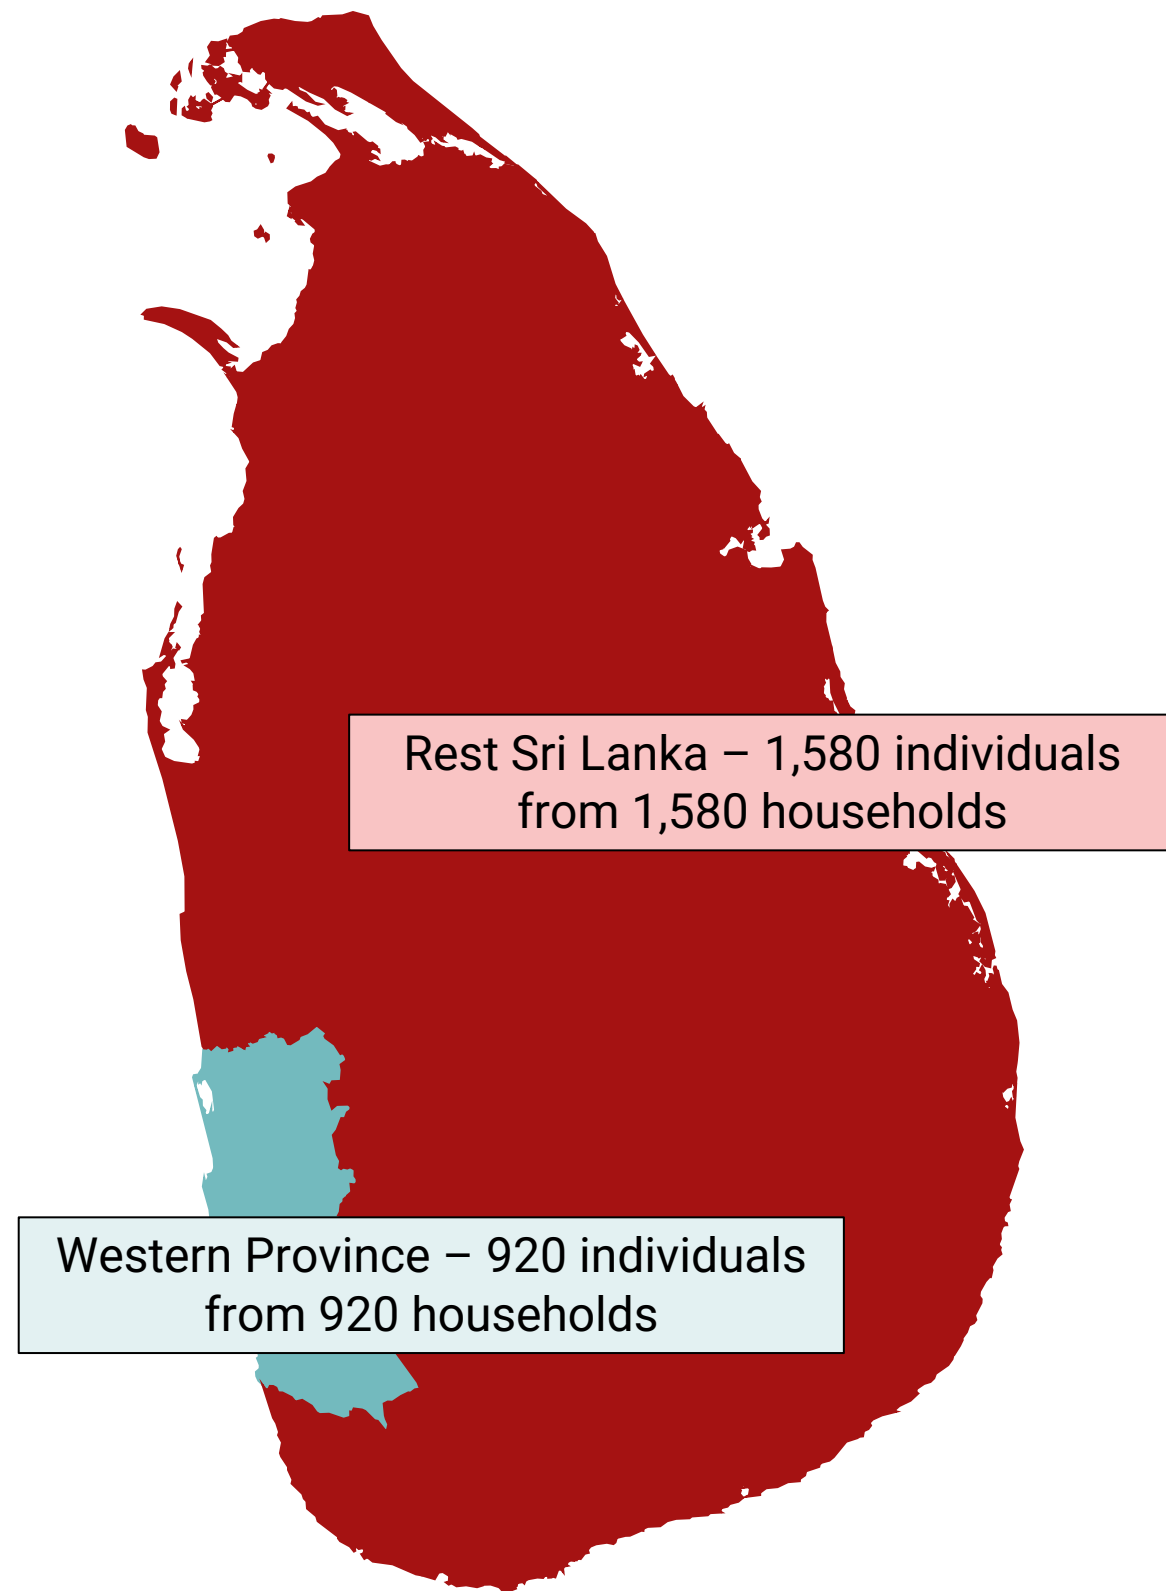 Rest Sri Lanka – 1,580 individuals
from 1,580 households
Western Province – 920 individuals
from 920 households